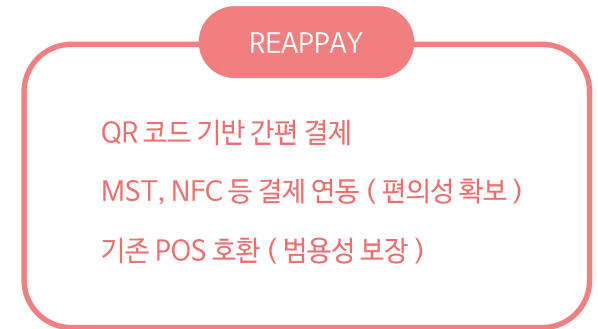 REAPPAY
QR 코드 기반 간편 결제
MST, NFC 등 결제 연동 ( 편의성 확보 )
기존 POS 호환 ( 범용성 보장 )